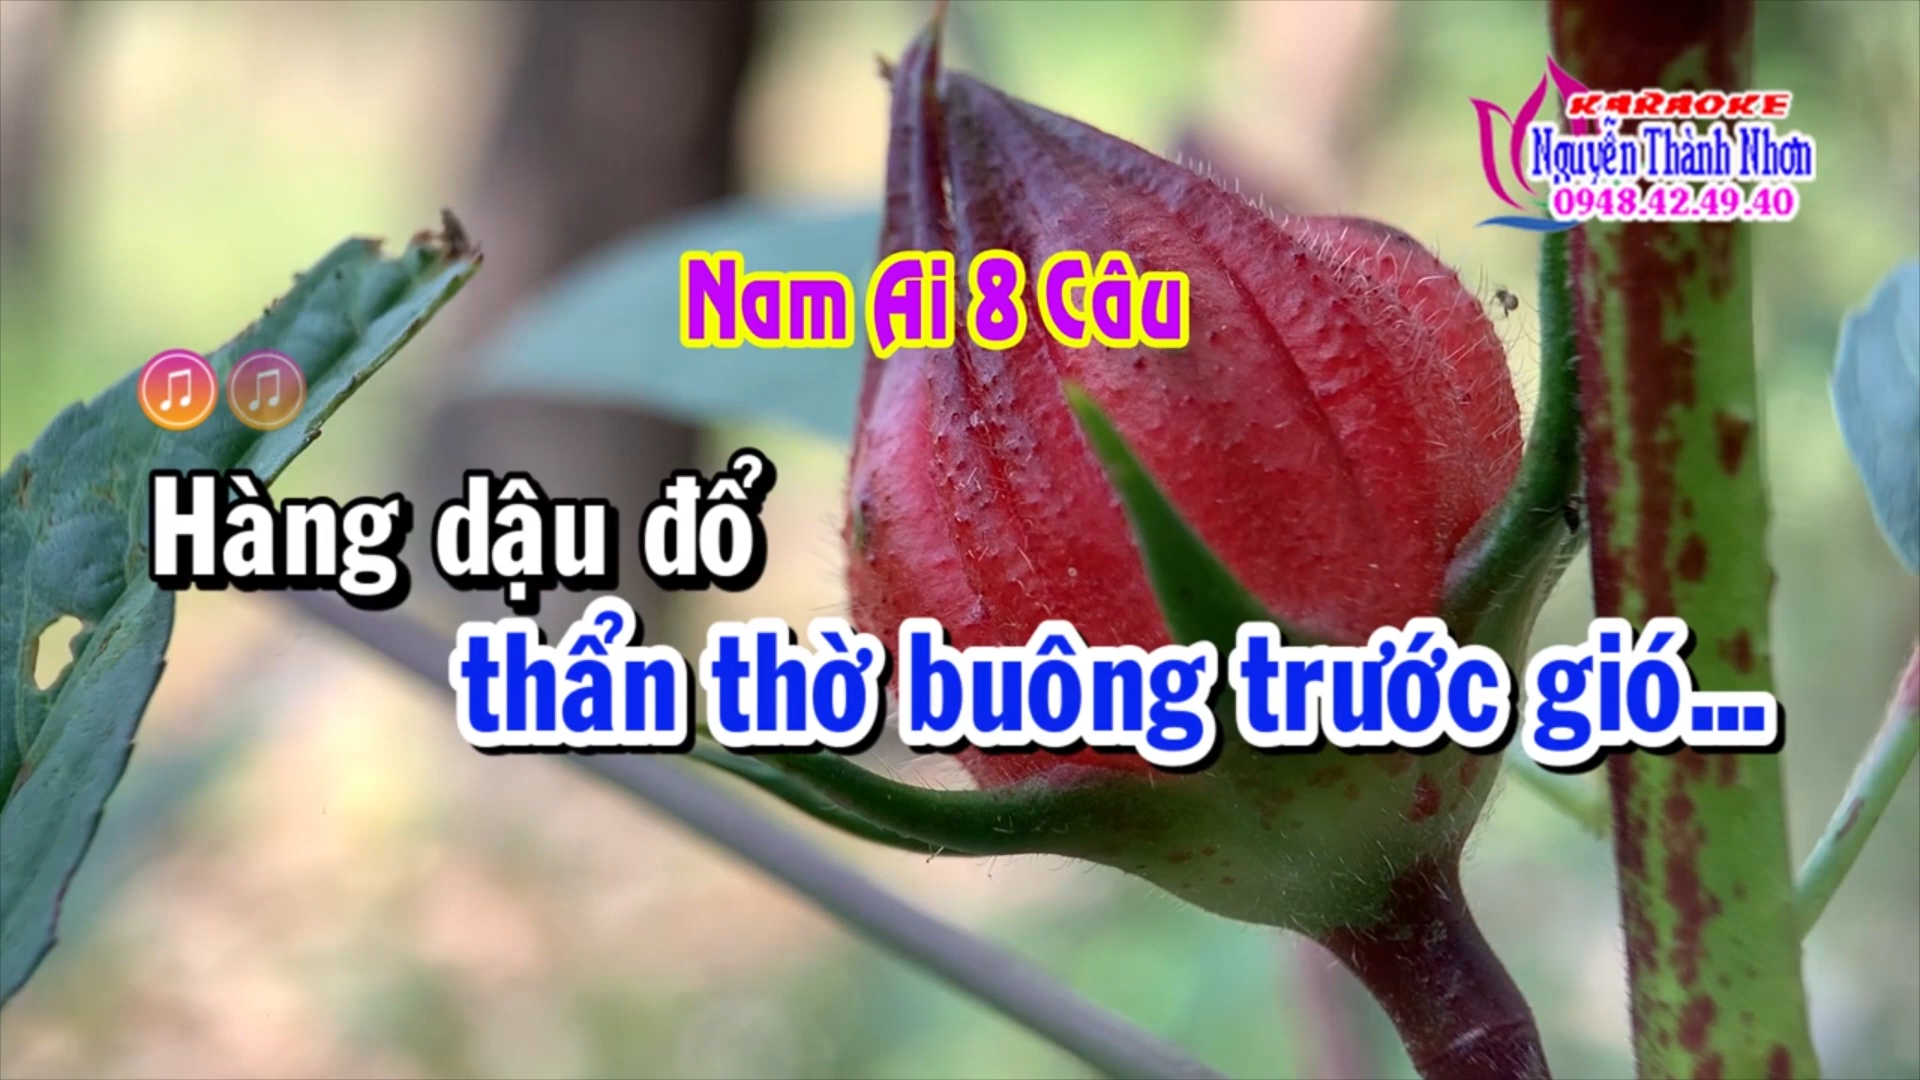 KARAOKE
Nguyễn Thành Nhơn
0948.42.49.40
Nam Ai 8 Câu
Hàng dậu đổ
thẩn thờ buông trước gió...